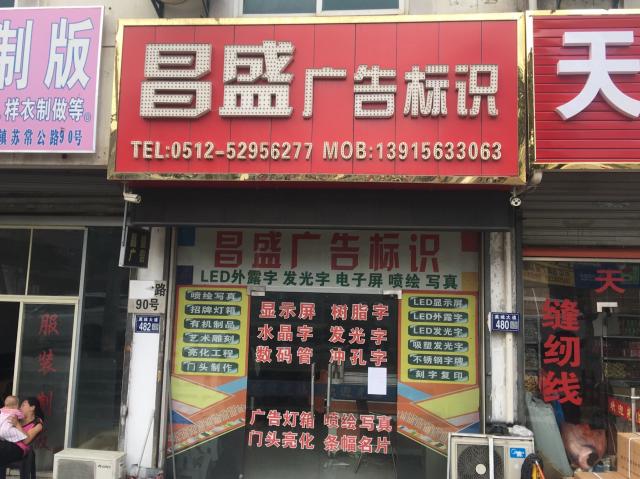 制版
样衣制做等
镇苏常公路90号
昌盛广告标识
TEL:0512-52956277 MOB:13915633063
天
昌盛广告标识
LED外露字 发光字 电子屏 喷绘 写真
喷绘写真
招牌灯箱
有机制品
艺术雕刻
亮化工程
门头制作
显示屏 树脂字
水晶字 发光字
数码管 冲孔字
广告灯箱 喷绘写真
门头亮化 条幅名片
LED显示屏
LED外露字
LED发光字
吸塑发光字
不锈钢字牌
刻字复印
路
90号
482
480
服装制
天
缝纫线